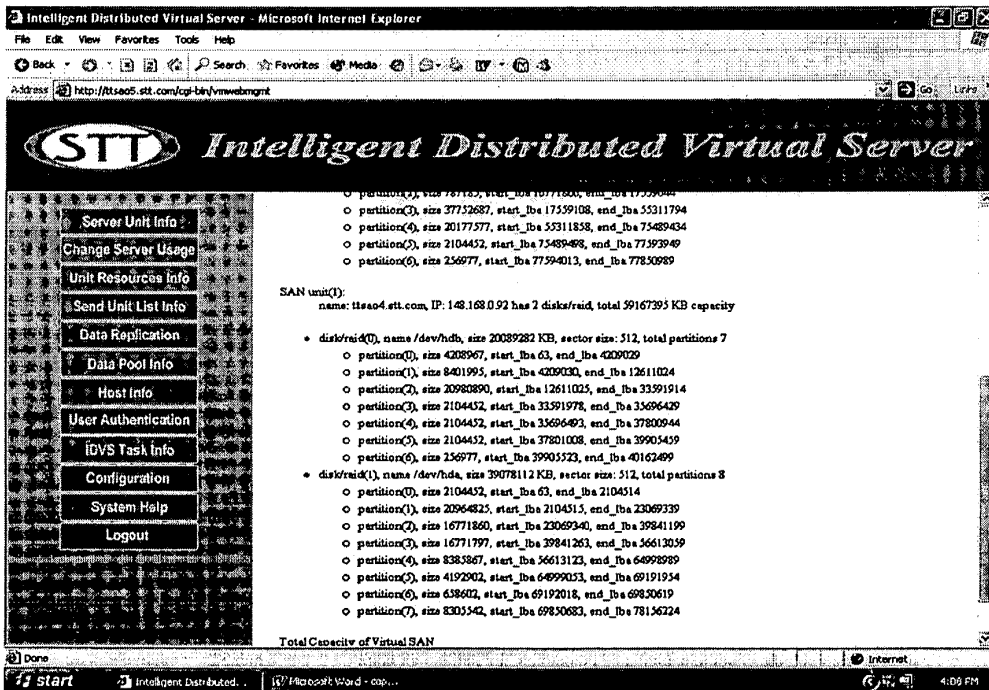 Intelligent Distributed Virtual Server - Microsoft Internet Explorer
File Edit View Favorites Tools Help
Back Search Favorites Media
Address http://ttsao5.stt.com/cgi-bin/vmwebmgmt Go Links
STT Intelligent Distributed Virtual Server
Server Unit Info
Change Server Usage
Unit Resources Info
Send Unit List Info
Data Replication
Data Pool Info
Host Info
User Authentication
IDVS Task Info
Configuration
System Help
Logout
size 787185, start_lba 16771860, end_lba 17559044
partition(3), size 37752687, start_lba 17559108, end_lba 55311794
partition(4), size 20177577, start_lba 55311858, end_lba 75489434
partition(5), size 2104452, start_lba 75489498, end_lba 77593949
partition(6), size 256977, start_lba 77594013, end_lba 77850989
SAN unit(1):
name: ttsao4.stt.com, IP: 148.168.0.92 has 2 disks/raid, total 59167395 KB capacity
disk/raid(0), name /dev/hdb, size 20089282 KB, sector size: 512, total partitions 7
partition(0), size 4208967, start_lba 63, end_lba 4209029
partition(1), size 8401995, start_lba 4209030, end_lba 12611024
partition(2), size 20980890, start_lba 12611025, end_lba 33591914
partition(3), size 2104452, start_lba 33591978, end_lba 35696429
partition(4), size 2104452, start_lba 35696493, end_lba 37800944
partition(5), size 2104452, start_lba 37801008, end_lba 39905459
partition(6), size 256977, start_lba 39905523, end_lba 40162499
disk/raid(1), name /dev/hda, size 39078112 KB, sector size: 512, total partitions 8
partition(0), size 2104452, start_lba 63, end_lba 2104514
partition(1), size 20964825, start_lba 2104515, end_lba 23069339
partition(2), size 16771860, start_lba 23069340, end_lba 39841199
partition(3), size 16771797, start_lba 39841263, end_lba 56613059
partition(4), size 8385867, start_lba 56613123, end_lba 64998989
partition(5), size 4192902, start_lba 64999053, end_lba 69191954
partition(6), size 658602, start_lba 69192018, end_lba 69850619
partition(7), size 8305542, start_lba 69850683, end_lba 78156224
Total Capacity of Virtual SAN
Done Internet
start Intelligent Distributed... Microsoft Word - cap... 4:08 PM